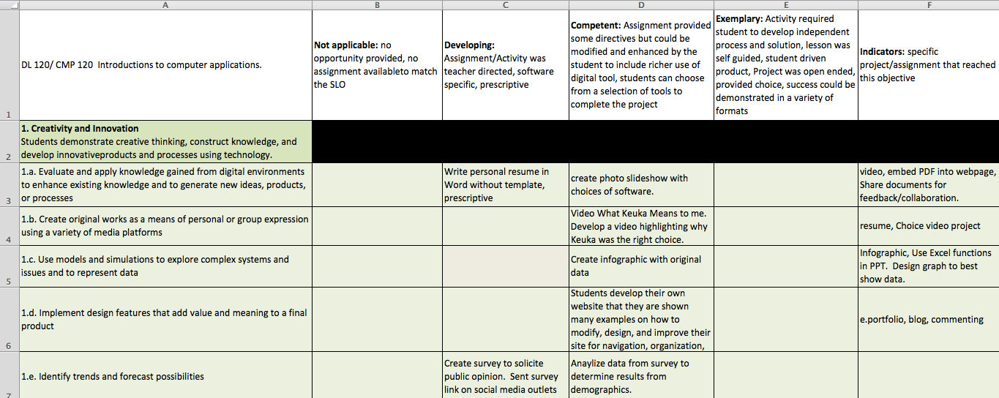 A B C D E F
1
DL 120/ CMP 120  Introductions to computer applications.
Not applicable: no
opportunity provided, no
assignment availableto match
the SLO
Developing:
Assignment/Activity was
teacher directed, software
specific, prescriptive
Competent: Assignment provided
some directives but could be
modified and enhanced by the
student to include richer use of
digital tool, students can choose
from a selection of tools to
complete the project
Exemplary: Activity required
student to develop independent
process and solution, lesson was
self guided, student driven
product, Project was open ended,
provided choice, success could be
demonstrated in a variety of
formats
Indicators: specific
project/assignment that reached
this objective
2
1. Creativity and Innovation
Students demonstrate creative thinking, construct knowledge, and
develop innovativeproducts and processes using technology.
3
1.a. Evaluate and apply knowledge gained from digital environments
to enhance existing knowledge and to generate new ideas, products,
or processes
Write personal resume in
Word without template,
prescriptive
create photo slideshow with
choices of software.
video, embed PDF into webpage,
Share documents for
feedback/collaboration.
4
1.b. Create original works as a means of personal or group expression
using a variety of media platforms
Video What Keuka Means to me.
Develop a video highlighting why
Keuka was the right choice.
resume, Choice video project
5
1.c. Use models and simulations to explore complex systems and
issues and to represent data
Create infographic with original
data
Infographic, Use Excel functions
in PPT.  Design graph to best
show data.
6
1.d. Implement design features that add value and meaning to a final
product
Students develop their own
website that they are shown
many examples on how to
modify, design, and improve their
site for navigation, organization,
e.portfolio, blog, commenting
7
1.e. Identify trends and forecast possibilities
Create survey to solicite
public opinion.  Sent survey
link on social media outlets
Anaylize data from survey to
determine results from
demographics.